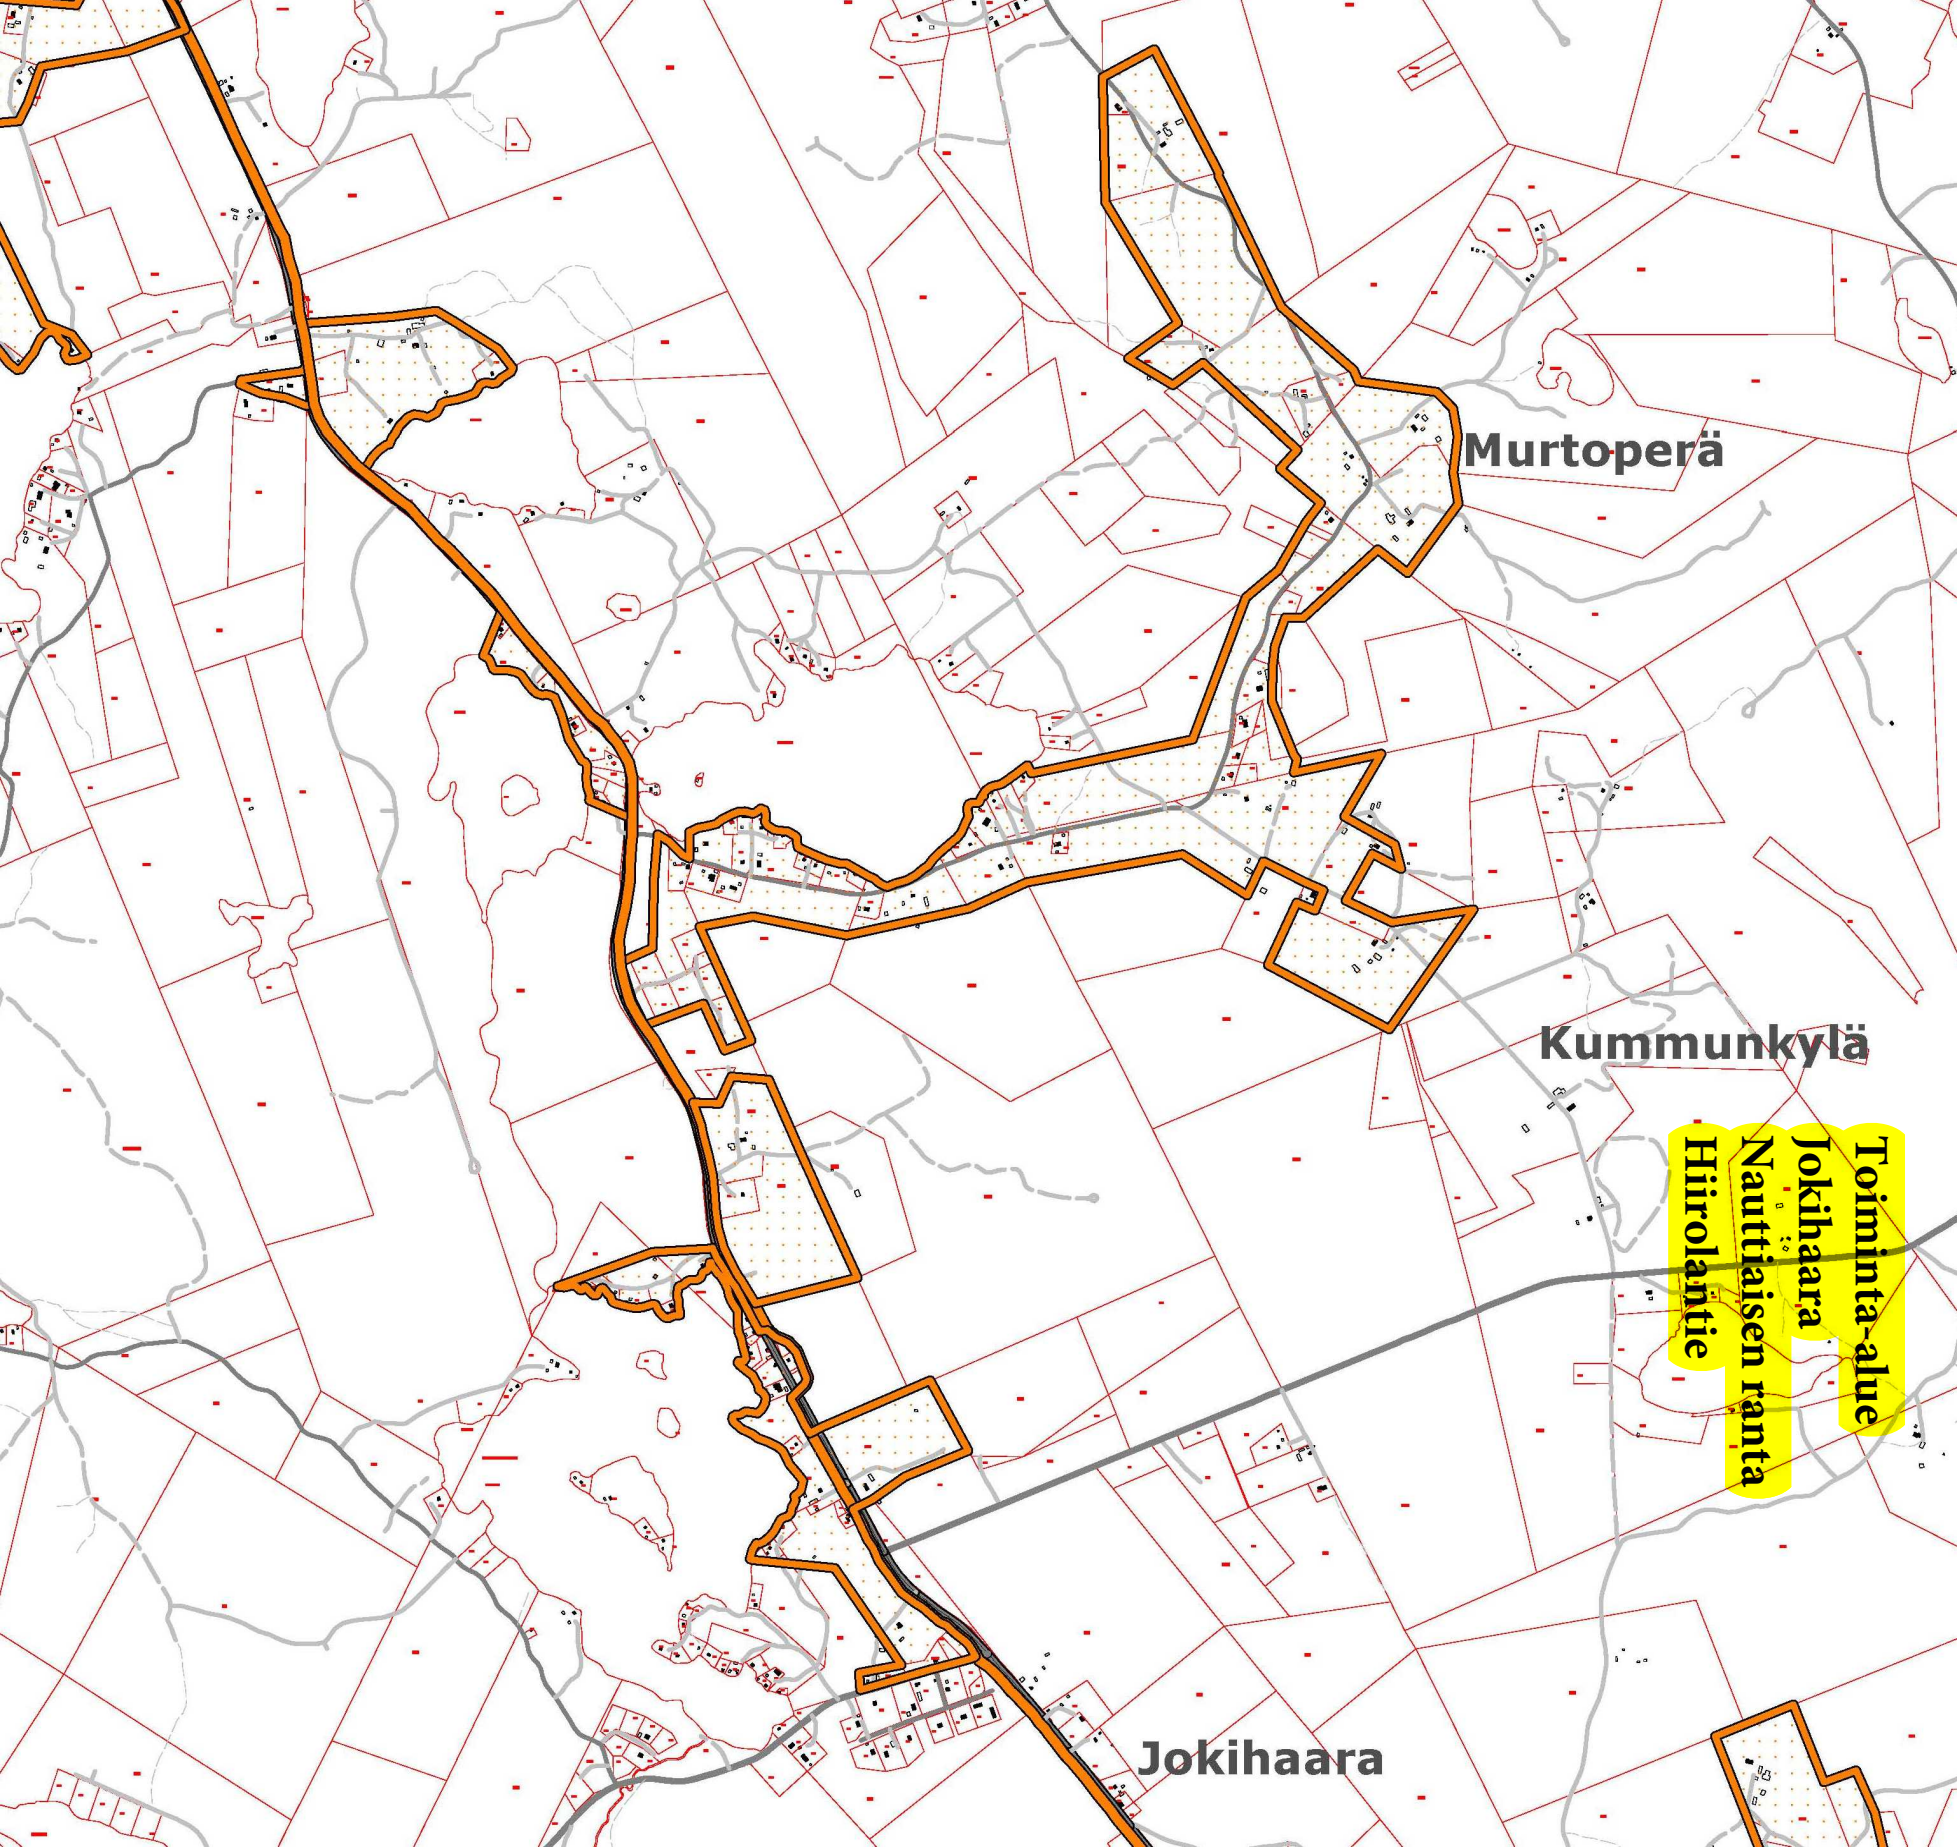 Murtoperä
Kummunkylä
Toiminta-alue
Jokihaara
Nauttiaisen ranta
Hiirolantie
Jokihaara